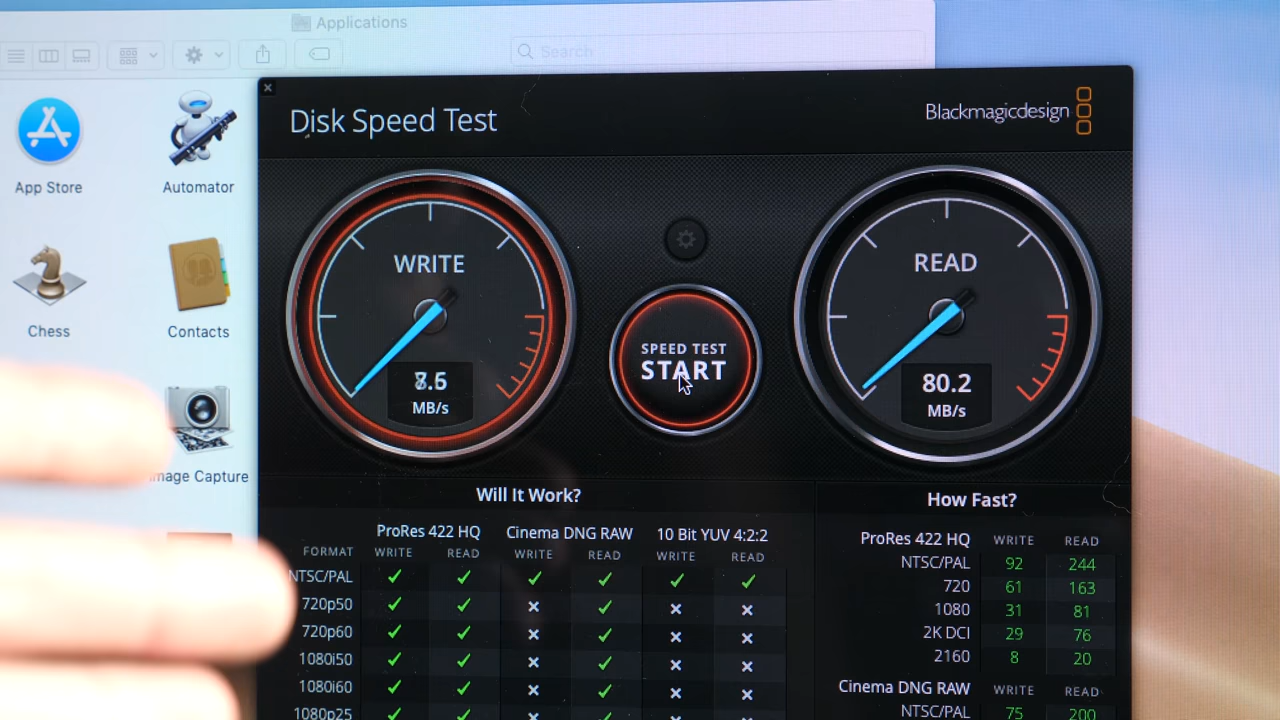 Applications
Search
App Store
Automator
Chess
Contacts
Image Capture
Disk Speed Test
Blackmagicdesign
WRITE
MB/s
SPEED TEST
START
READ
80.2
MB/s
Will It Work?
ProRes 422 HQ Cinema DNG RAW 10 Bit YUV 4:2:2
FORMAT WRITE READ WRITE READ WRITE READ
NTSC/PAL ✓ ✓ ✓ ✓ ✓ ✓
720p50 ✓ ✓ × ✓ × ×
720p60 ✓ ✓ × ✓ × ×
1080i50 ✓ ✓ × ✓ × ×
1080i60 ✓ ✓ × ✓ × ×
1080p25
How Fast?
ProRes 422 HQ WRITE READ
NTSC/PAL 92 244
720 61 163
1080 31 81
2K DCI 29 76
2160 8 20
Cinema DNG RAW WRITE READ
NTSC/PAL 75 200